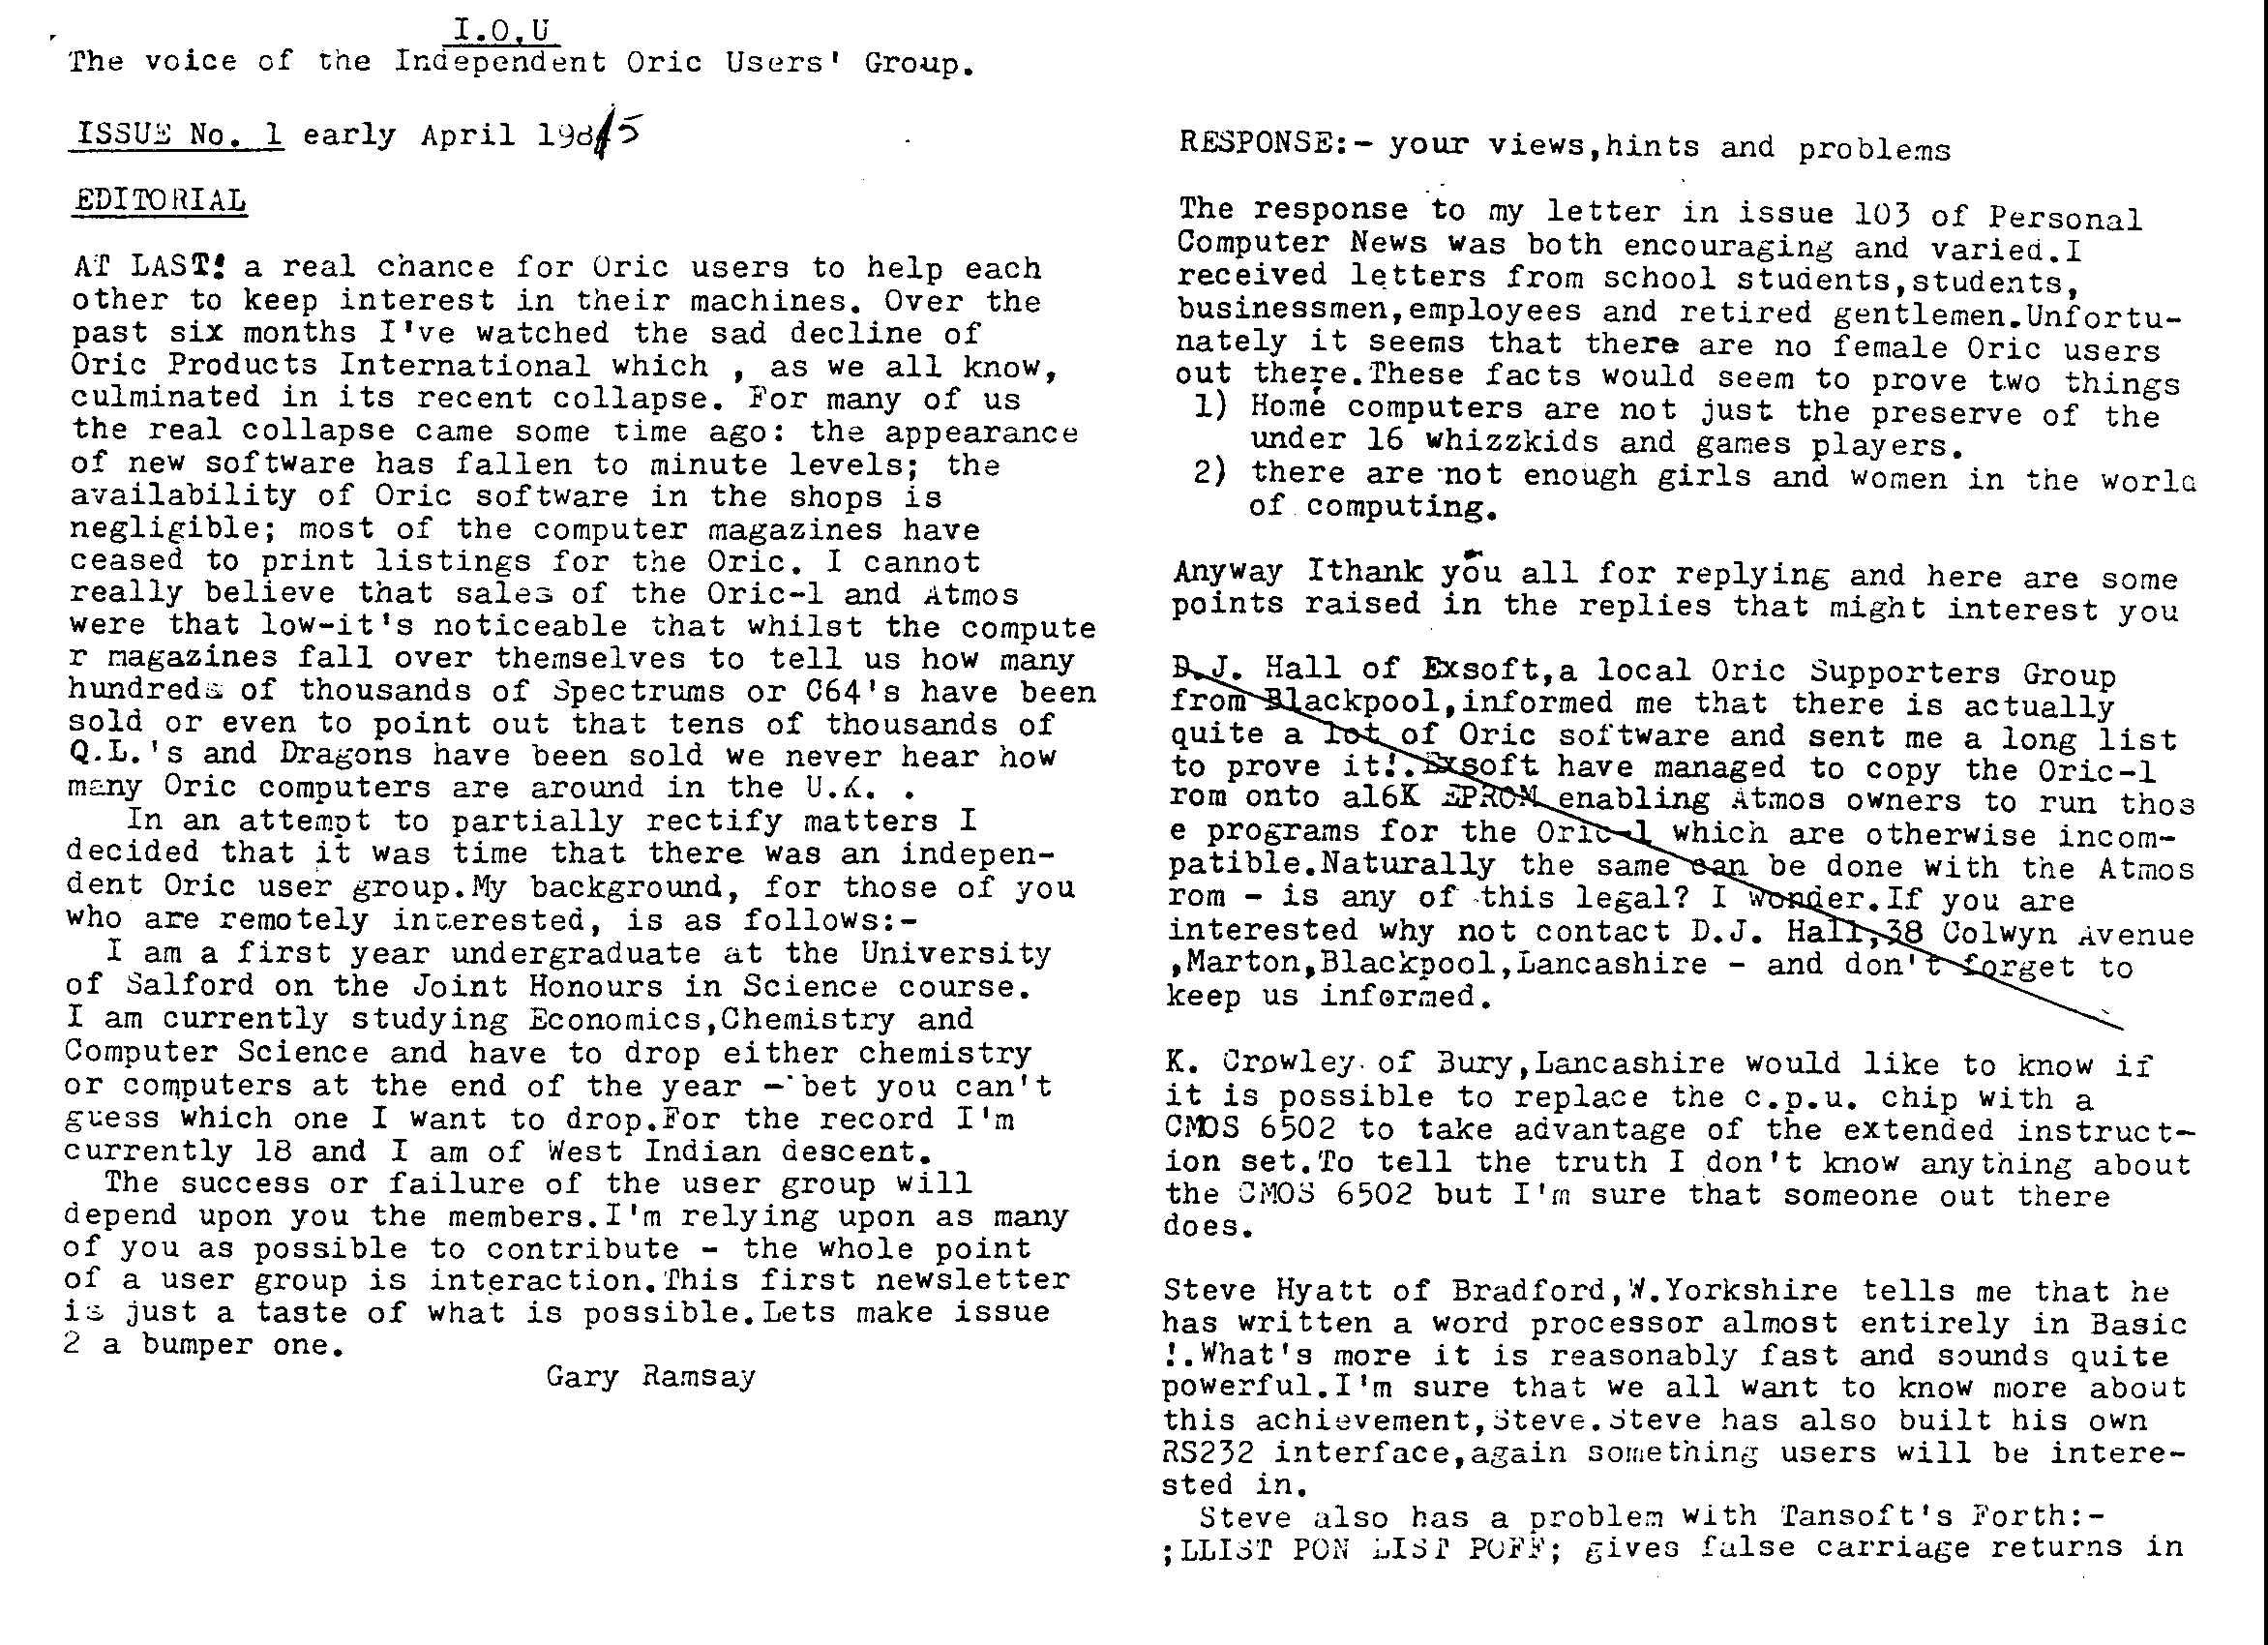 I.O.U
The voice of the Independent Oric Users' Group.
ISSUE No. 1 early April 1985
EDITORIAL
AT LAST! a real chance for Oric users to help each
other to keep interest in their machines. Over the
past six months I've watched the sad decline of
Oric Products International which , as we all know,
culminated in its recent collapse. For many of us
the real collapse came some time ago: the appearance
of new software has fallen to minute levels; the
availability of Oric software in the shops is
negligible; most of the computer magazines have
ceased to print listings for the Oric. I cannot
really believe that sales of the Oric-1 and Atmos
were that low-it's noticeable that whilst the compute
r magazines fall over themselves to tell us how many
hundreds of thousands of Spectrums or C64's have been
sold or even to point out that tens of thousands of
Q.L.'s and Dragons have been sold we never hear how
many Oric computers are around in the U.K. .
In an attempt to partially rectify matters I
decided that it was time that there was an indepen-
dent Oric user group.My background, for those of you
who are remotely interested, is as follows:-
I am a first year undergraduate at the University
of Salford on the Joint Honours in Science course.
I am currently studying Economics,Chemistry and
Computer Science and have to drop either chemistry
or computers at the end of the year - bet you can't
guess which one I want to drop.For the record I'm
currently 18 and I am of West Indian descent.
The success or failure of the user group will
depend upon you the members.I'm relying upon as many
of you as possible to contribute - the whole point
of a user group is interaction.This first newsletter
is just a taste of what is possible.Lets make issue
2 a bumper one.
Gary Ramsay
RESPONSE:- your views,hints and problems
The response to my letter in issue 103 of Personal
Computer News was both encouraging and varied.I
received letters from school students,students,
businessmen,employees and retired gentlemen.Unfortu-
nately it seems that there are no female Oric users
out there.These facts would seem to prove two things
1) Home computers are not just the preserve of the
under 16 whizzkids and games players.
2) there are not enough girls and women in the world
of computing.
Anyway Ithank you all for replying and here are some
points raised in the replies that might interest you
D.J. Hall of Exsoft,a local Oric Supporters Group
from Blackpool,informed me that there is actually
quite a lot of Oric software and sent me a long list
to prove it!.Exsoft have managed to copy the Oric-1
rom onto a16K EPROM enabling Atmos owners to run thos
e programs for the Oric-1 which are otherwise incom-
patible.Naturally the same can be done with the Atmos
rom - is any of this legal? I wonder.If you are
interested why not contact D.J. Hall,38 Colwyn Avenue
,Marton,Blackpool,Lancashire - and don't forget to
keep us informed.
K. Crowley of Bury,Lancashire would like to know if
it is possible to replace the c.p.u. chip with a
CMOS 6502 to take advantage of the extended instruct-
ion set.To tell the truth I don't know anything about
the CMOS 6502 but I'm sure that someone out there
does.
Steve Hyatt of Bradford,W.Yorkshire tells me that he
has written a word processor almost entirely in Basic
!.What's more it is reasonably fast and sounds quite
powerful.I'm sure that we all want to know more about
this achievement,Steve.Steve has also built his own
RS232 interface,again something users will be intere-
sted in.
Steve also has a problem with Tansoft's Forth:-
;LLIST PON LIST POFF; gives false carriage returns in